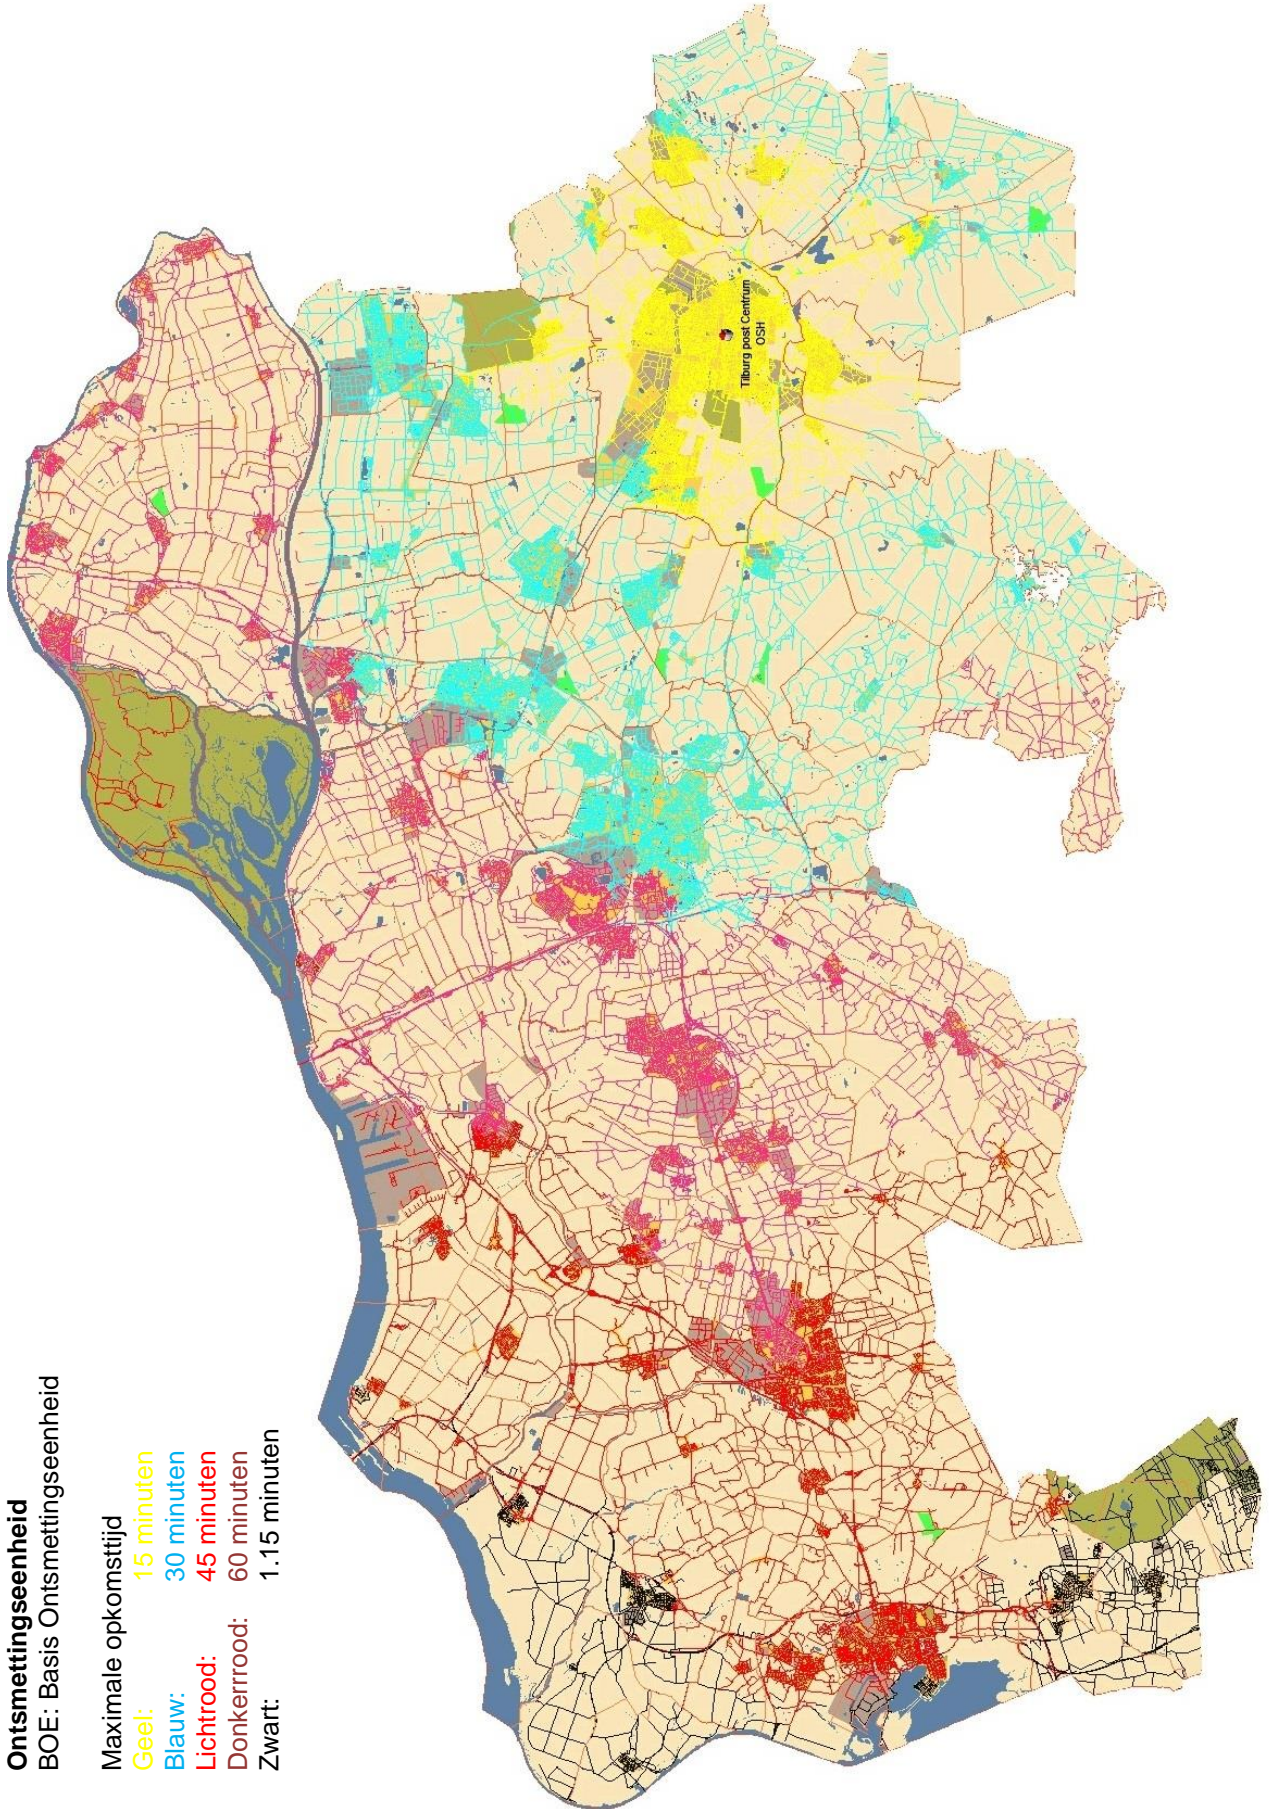 Ontsmettingseenheid
BOE: Basis Ontsmettingseenheid
Maximale opkomsttijd
Geel: 15 minuten
Blauw: 30 minuten
Lichtrood: 45 minuten
Donkerrood: 60 minuten
Zwart: 1.15 minuten
Tilburg post Centrum
OSH